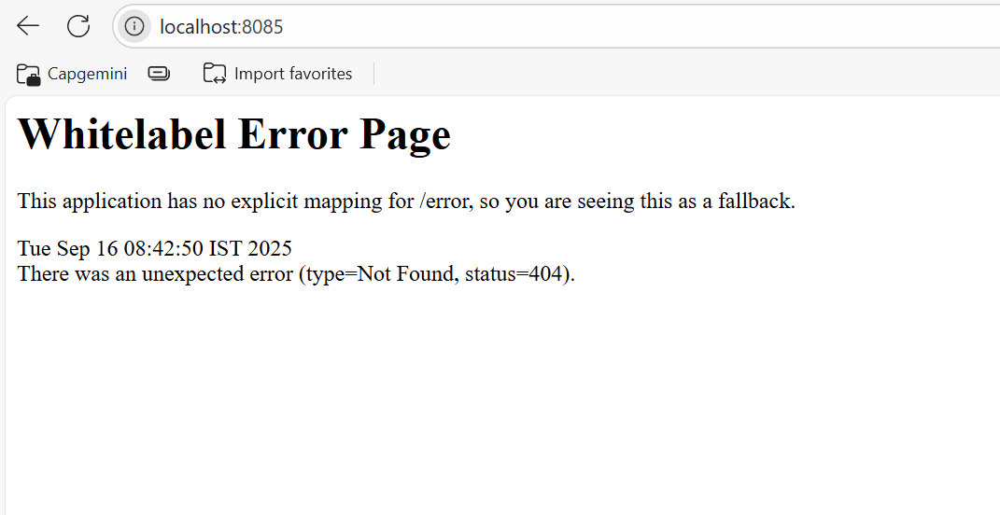 localhost:8085
Capgemini Import favorites
Whitelabel Error Page
This application has no explicit mapping for /error, so you are seeing this as a fallback.
Tue Sep 16 08:42:50 IST 2025
There was an unexpected error (type=Not Found, status=404).